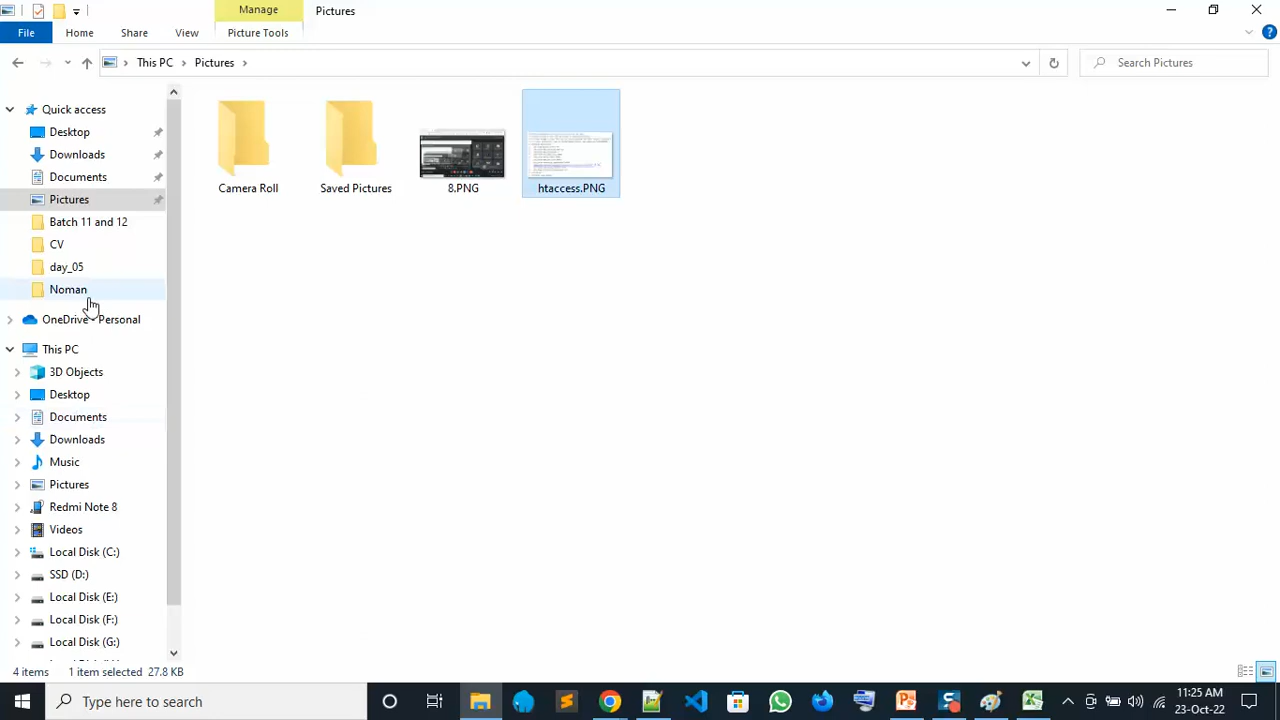 Manage
Pictures
File
Home
Share
View
Picture Tools
This PC
Pictures
Search Pictures
Quick access
Desktop
Downloads
Documents
Pictures
Batch 11 and 12
CV
day_05
Noman
OneDrive - Personal
This PC
3D Objects
Desktop
Documents
Downloads
Music
Pictures
Redmi Note 8
Videos
Local Disk (C:)
SSD (D:)
Local Disk (E:)
Local Disk (F:)
Local Disk (G:)
Camera Roll
Saved Pictures
8.PNG
htaccess.PNG
4 items
1 item selected 27.8 KB
Type here to search
11:25 AM
23-Oct-22